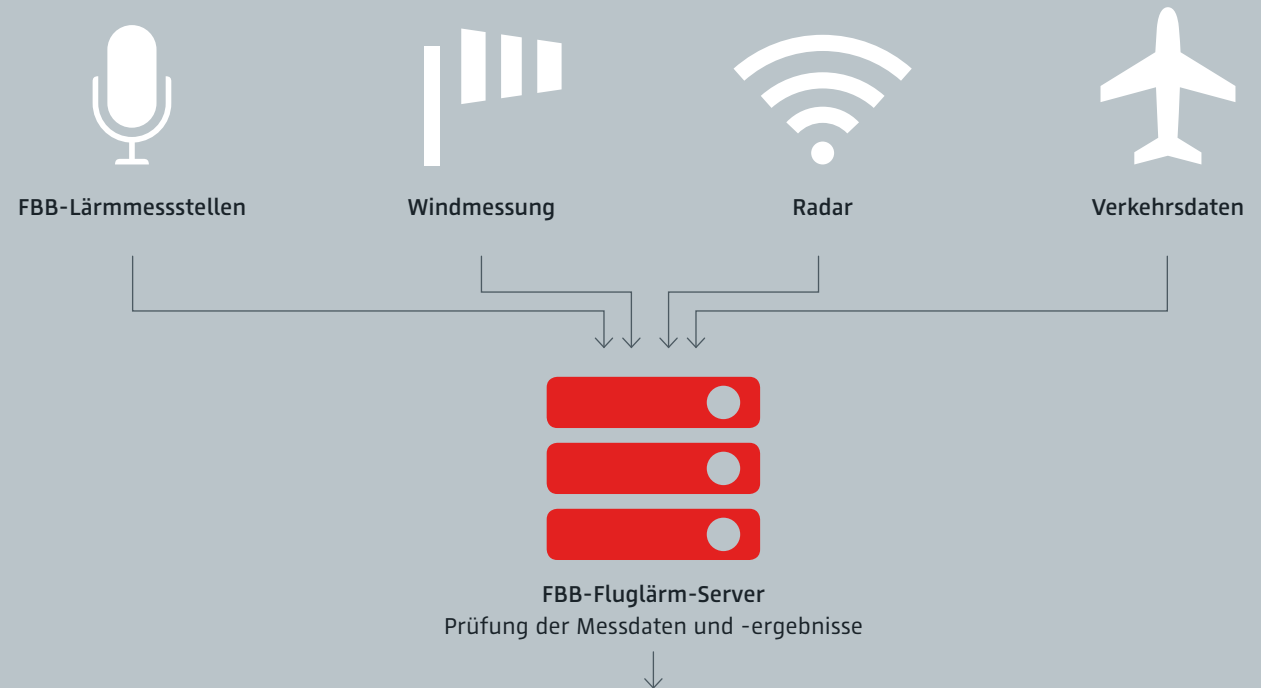 FBB-Lärmmessstellen
Windmessung
Radar
Verkehrsdaten
FBB-Fluglärm-Server
Prüfung der Messdaten und -ergebnisse